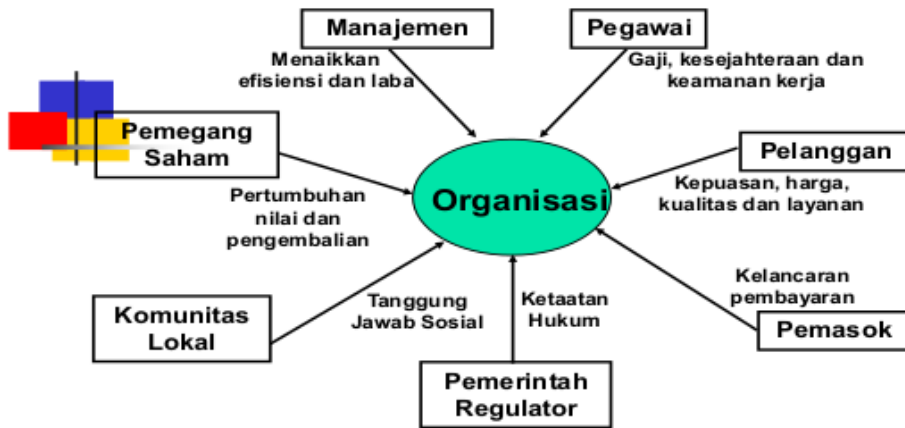 Manajemen
Menaikkan
efisiensi dan laba
Pegawai
Gaji, kesejahteraan dan
keamanan kerja
Pemegang
Saham
Pertumbuhan
nilai dan
pengembalian
Organisasi
Pelanggan
Kepuasan, harga,
kualitas dan layanan
Komunitas
Lokal
Tanggung
Jawab Sosial
Ketaatan
Hukum
Pemerintah
Regulator
Kelancaran
pembayaran
Pemasok